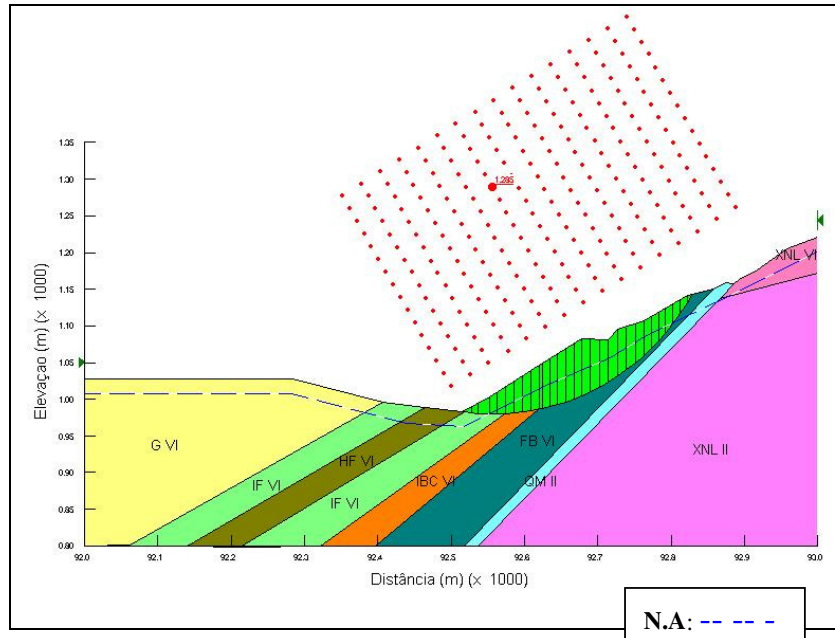 1.285
1.35
1.30
1.25
1.20
1.15
1.10
1.05
1.00
0.95
0.90
0.85
0.80
Elevaçao (m) (x 1000)
XNL VI
G VI
HF VI
FB VI
XNL II
IF VI
IBC VI
QM II
IF VI
92.0
92.1
92.2
92.3
92.4
92.5
92.6
92.7
92.8
92.9
93.0
Distância (m) (x 1000)
N.A: -- -- -- -